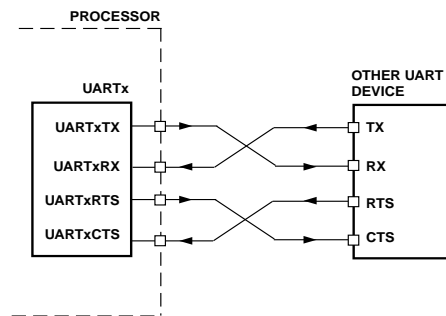 PROCESSOR
UARTx
OTHER UART
DEVICE
UARTxTX
TX
UARTxRX
RX
UARTxRTS
RTS
UARTxCTS
CTS